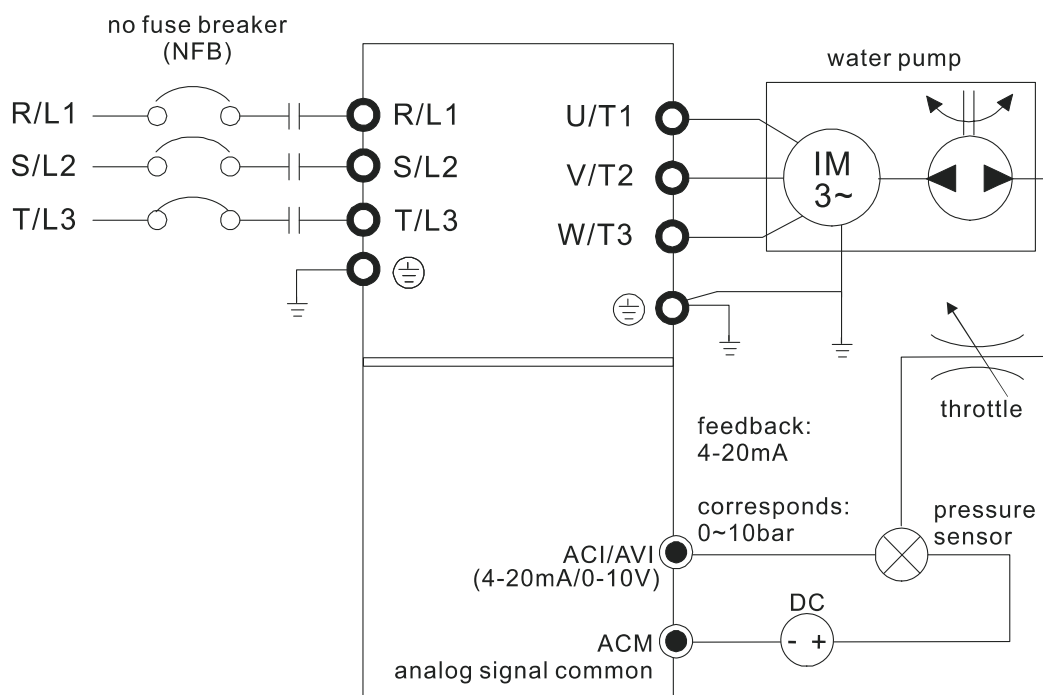 no fuse breaker
(NFB)
water pump
R/L1
R/L1
U/T1
S/L2
S/L2
V/T2
IM
3~
T/L3
T/L3
W/T3
throttle
feedback:
4-20mA
corresponds:
0~10bar
pressure
sensor
ACI/AVI
(4-20mA/0-10V)
DC
- +
ACM
analog signal common